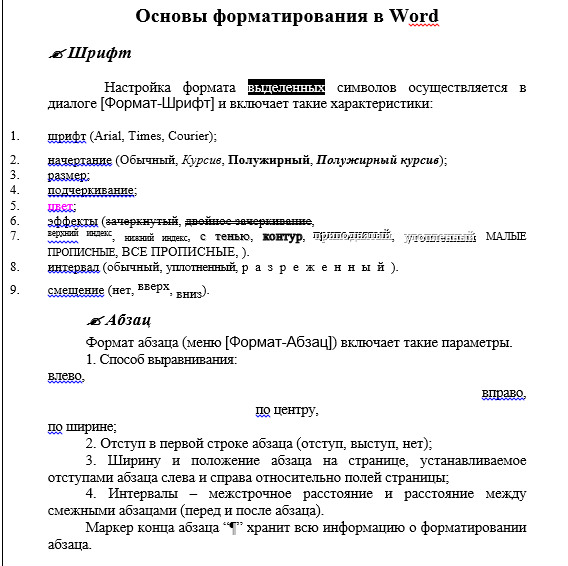 Основы форматирования в Word
Шрифт
Настройка формата выделенных символов осуществляется в
диалоге [Формат-Шрифт] и включает такие характеристики:
1. шрифт (Arial, Times, Courier);
2. начертание (Обычный, Курсив, Полужирный, Полужирный курсив);
3. размер;
4. подчеркивание;
5. цвет;
6. эффекты (зачеркнутый, двойное зачеркивание,
7. верхний индекс, нижний индекс, с тенью, контур, приподнятый, утопленный МАЛЫЕ
ПРОПИСНЫЕ, ВСЕ ПРОПИСНЫЕ, ).
8. интервал (обычный, уплотненный, разреженный).
9. смещение (нет, вверх, вниз).
Абзац
Формат абзаца (меню [Формат-Абзац]) включает такие параметры.
1. Способ выравнивания:
влево,
вправо,
по центру,
по ширине;
2. Отступ в первой строке абзаца (отступ, выступ, нет);
3. Ширину и положение абзаца на странице, устанавливаемое
отступами абзаца слева и справа относительно полей страницы;
4. Интервалы – межстрочное расстояние и расстояние между
смежными абзацами (перед и после абзаца).
Маркер конца абзаца “¶” хранит всю информацию о форматировании
абзаца.